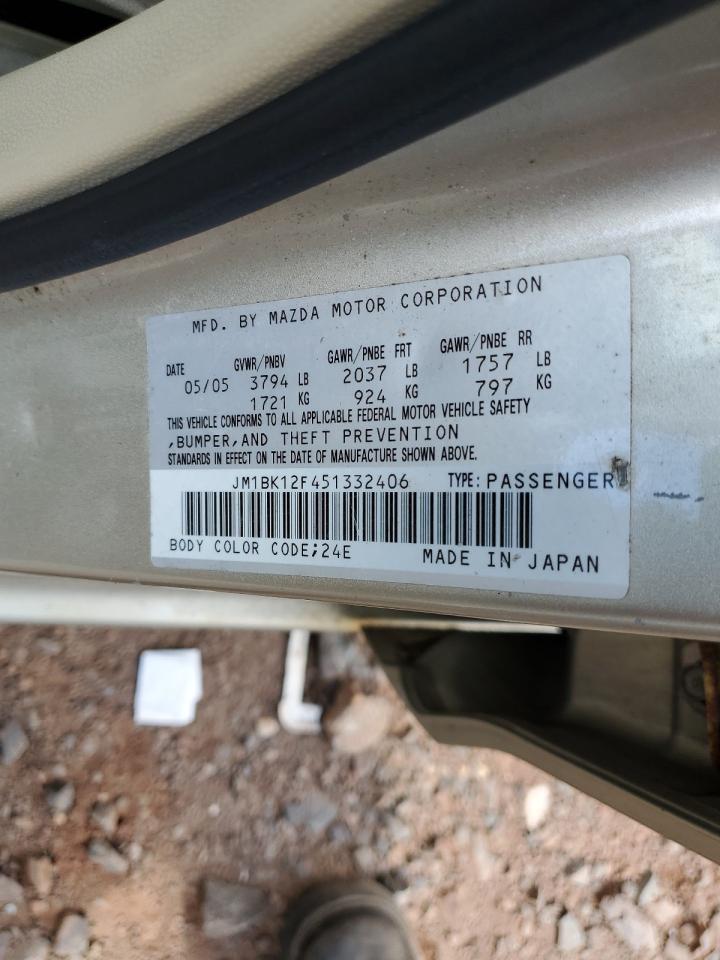 MFD. BY MAZDA MOTOR CORPORATION
DATE GVWR/PNBV GAWR/PNBE FRT GAWR/PNBE RR
05/05 3794 LB 2037 LB 1757 LB
1721 KG 924 KG 797 KG
THIS VEHICLE CONFORMS TO ALL APPLICABLE FEDERAL MOTOR VEHICLE SAFETY
,BUMPER,AND THEFT PREVENTION
STANDARDS IN EFFECT ON THE DATE OF MANUFACTURE SHOWN ABOVE.
JM1BK12F451332406 TYPE: PASSENGER
BODY COLOR CODE;24E MADE IN JAPAN